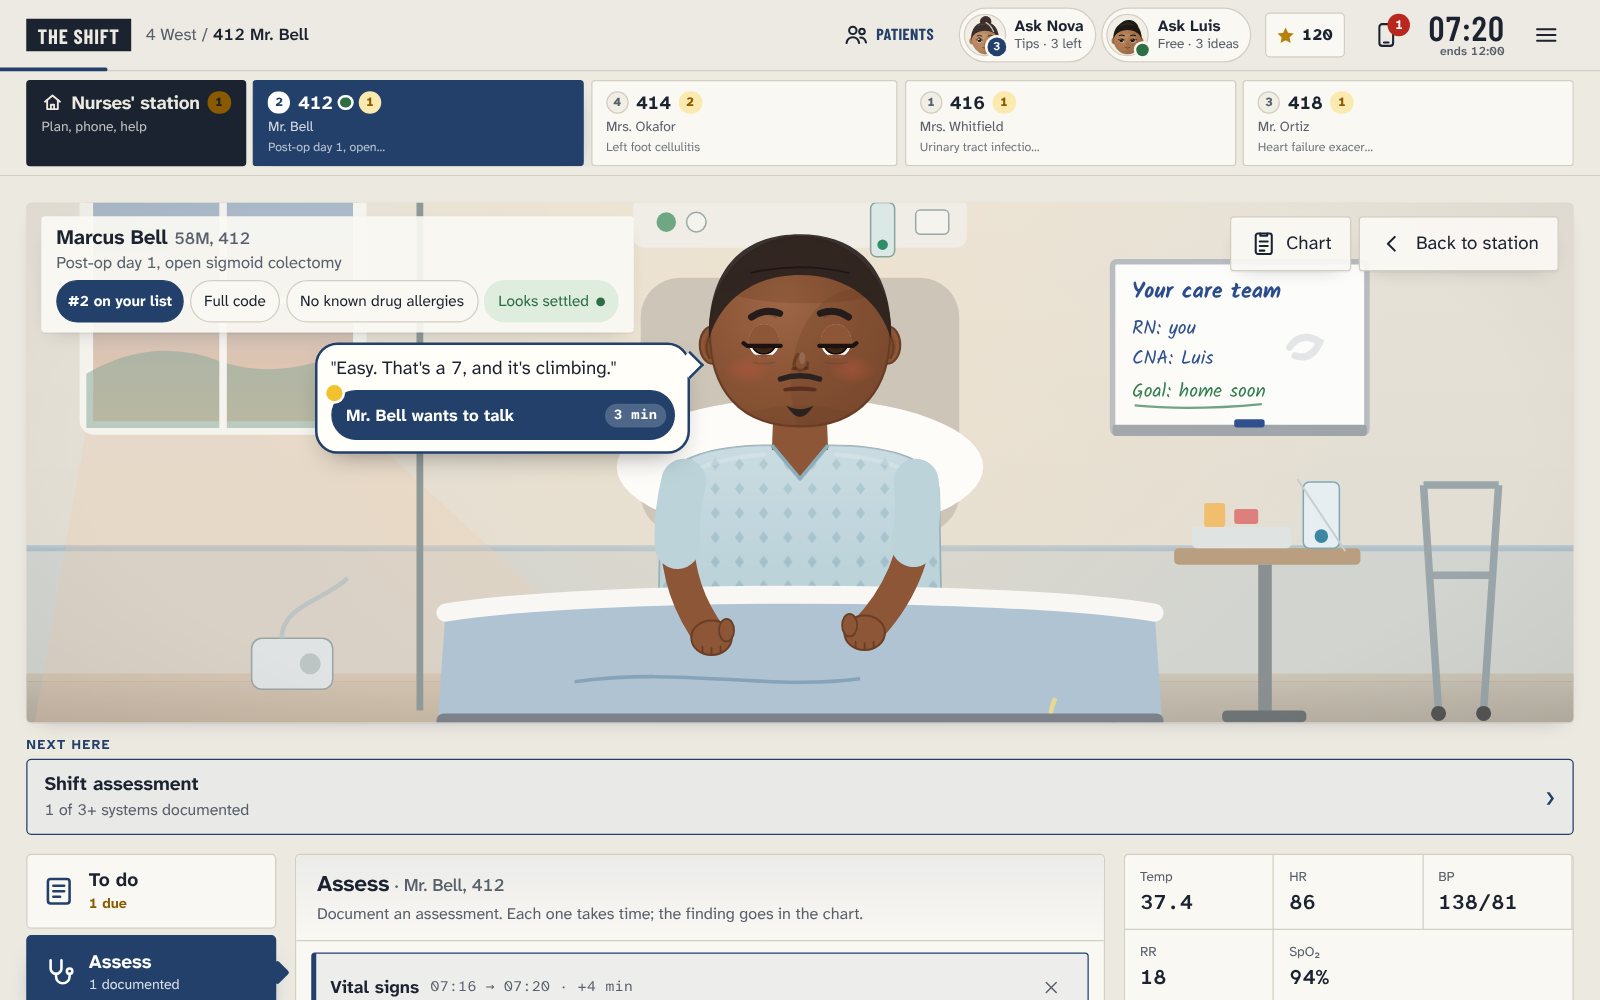 THE SHIFT
4 West / 412 Mr. Bell
PATIENTS
Ask Nova
Tips · 3 left
3
Ask Luis
Free · 3 ideas
120
1
07:20
ends 12:00
Nurses' station 1
Plan, phone, help
2 412 1
Mr. Bell
Post-op day 1, open...
4 414 2
Mrs. Okafor
Left foot cellulitis
1 416 1
Mrs. Whitfield
Urinary tract infectio...
3 418 1
Mr. Ortiz
Heart failure exacer...
Marcus Bell 58M, 412
Post-op day 1, open sigmoid colectomy
#2 on your list
Full code
No known drug allergies
Looks settled
Chart
Back to station
"Easy. That's a 7, and it's climbing."
Mr. Bell wants to talk 3 min
Your care team
RN: you
CNA: Luis
Goal: home soon
NEXT HERE
Shift assessment
1 of 3+ systems documented
To do
1 due
Assess
1 documented
Assess · Mr. Bell, 412
Document an assessment. Each one takes time; the finding goes in the chart.
Vital signs 07:16 → 07:20 · +4 min
Temp
37.4
HR
86
BP
138/81
RR
18
SpO₂
94%